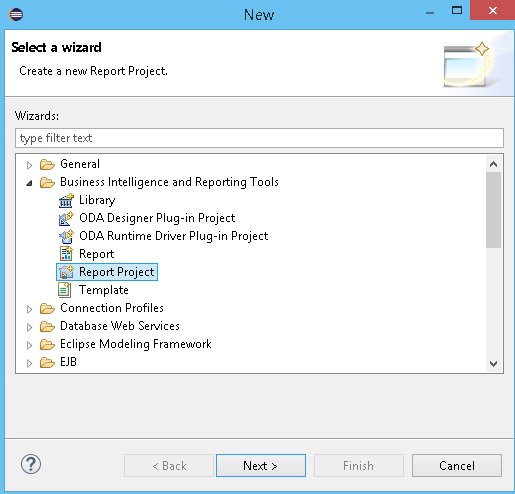 New
Select a wizard
Create a new Report Project.
Wizards:
type filter text
General
Business Intelligence and Reporting Tools
Library
ODA Designer Plug-in Project
ODA Runtime Driver Plug-in Project
Report
Report Project
Template
Connection Profiles
Database Web Services
Eclipse Modeling Framework
EJB
? < Back Next > Finish Cancel